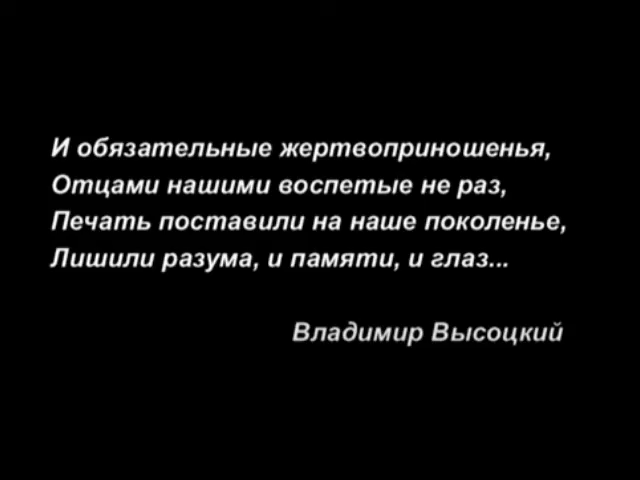 И обязательные жертвоприношенья,
Отцами нашими воспетые не раз,
Печать поставили на наше поколенье,
Лишили разума, и памяти, и глаз...
Владимир Высоцкий